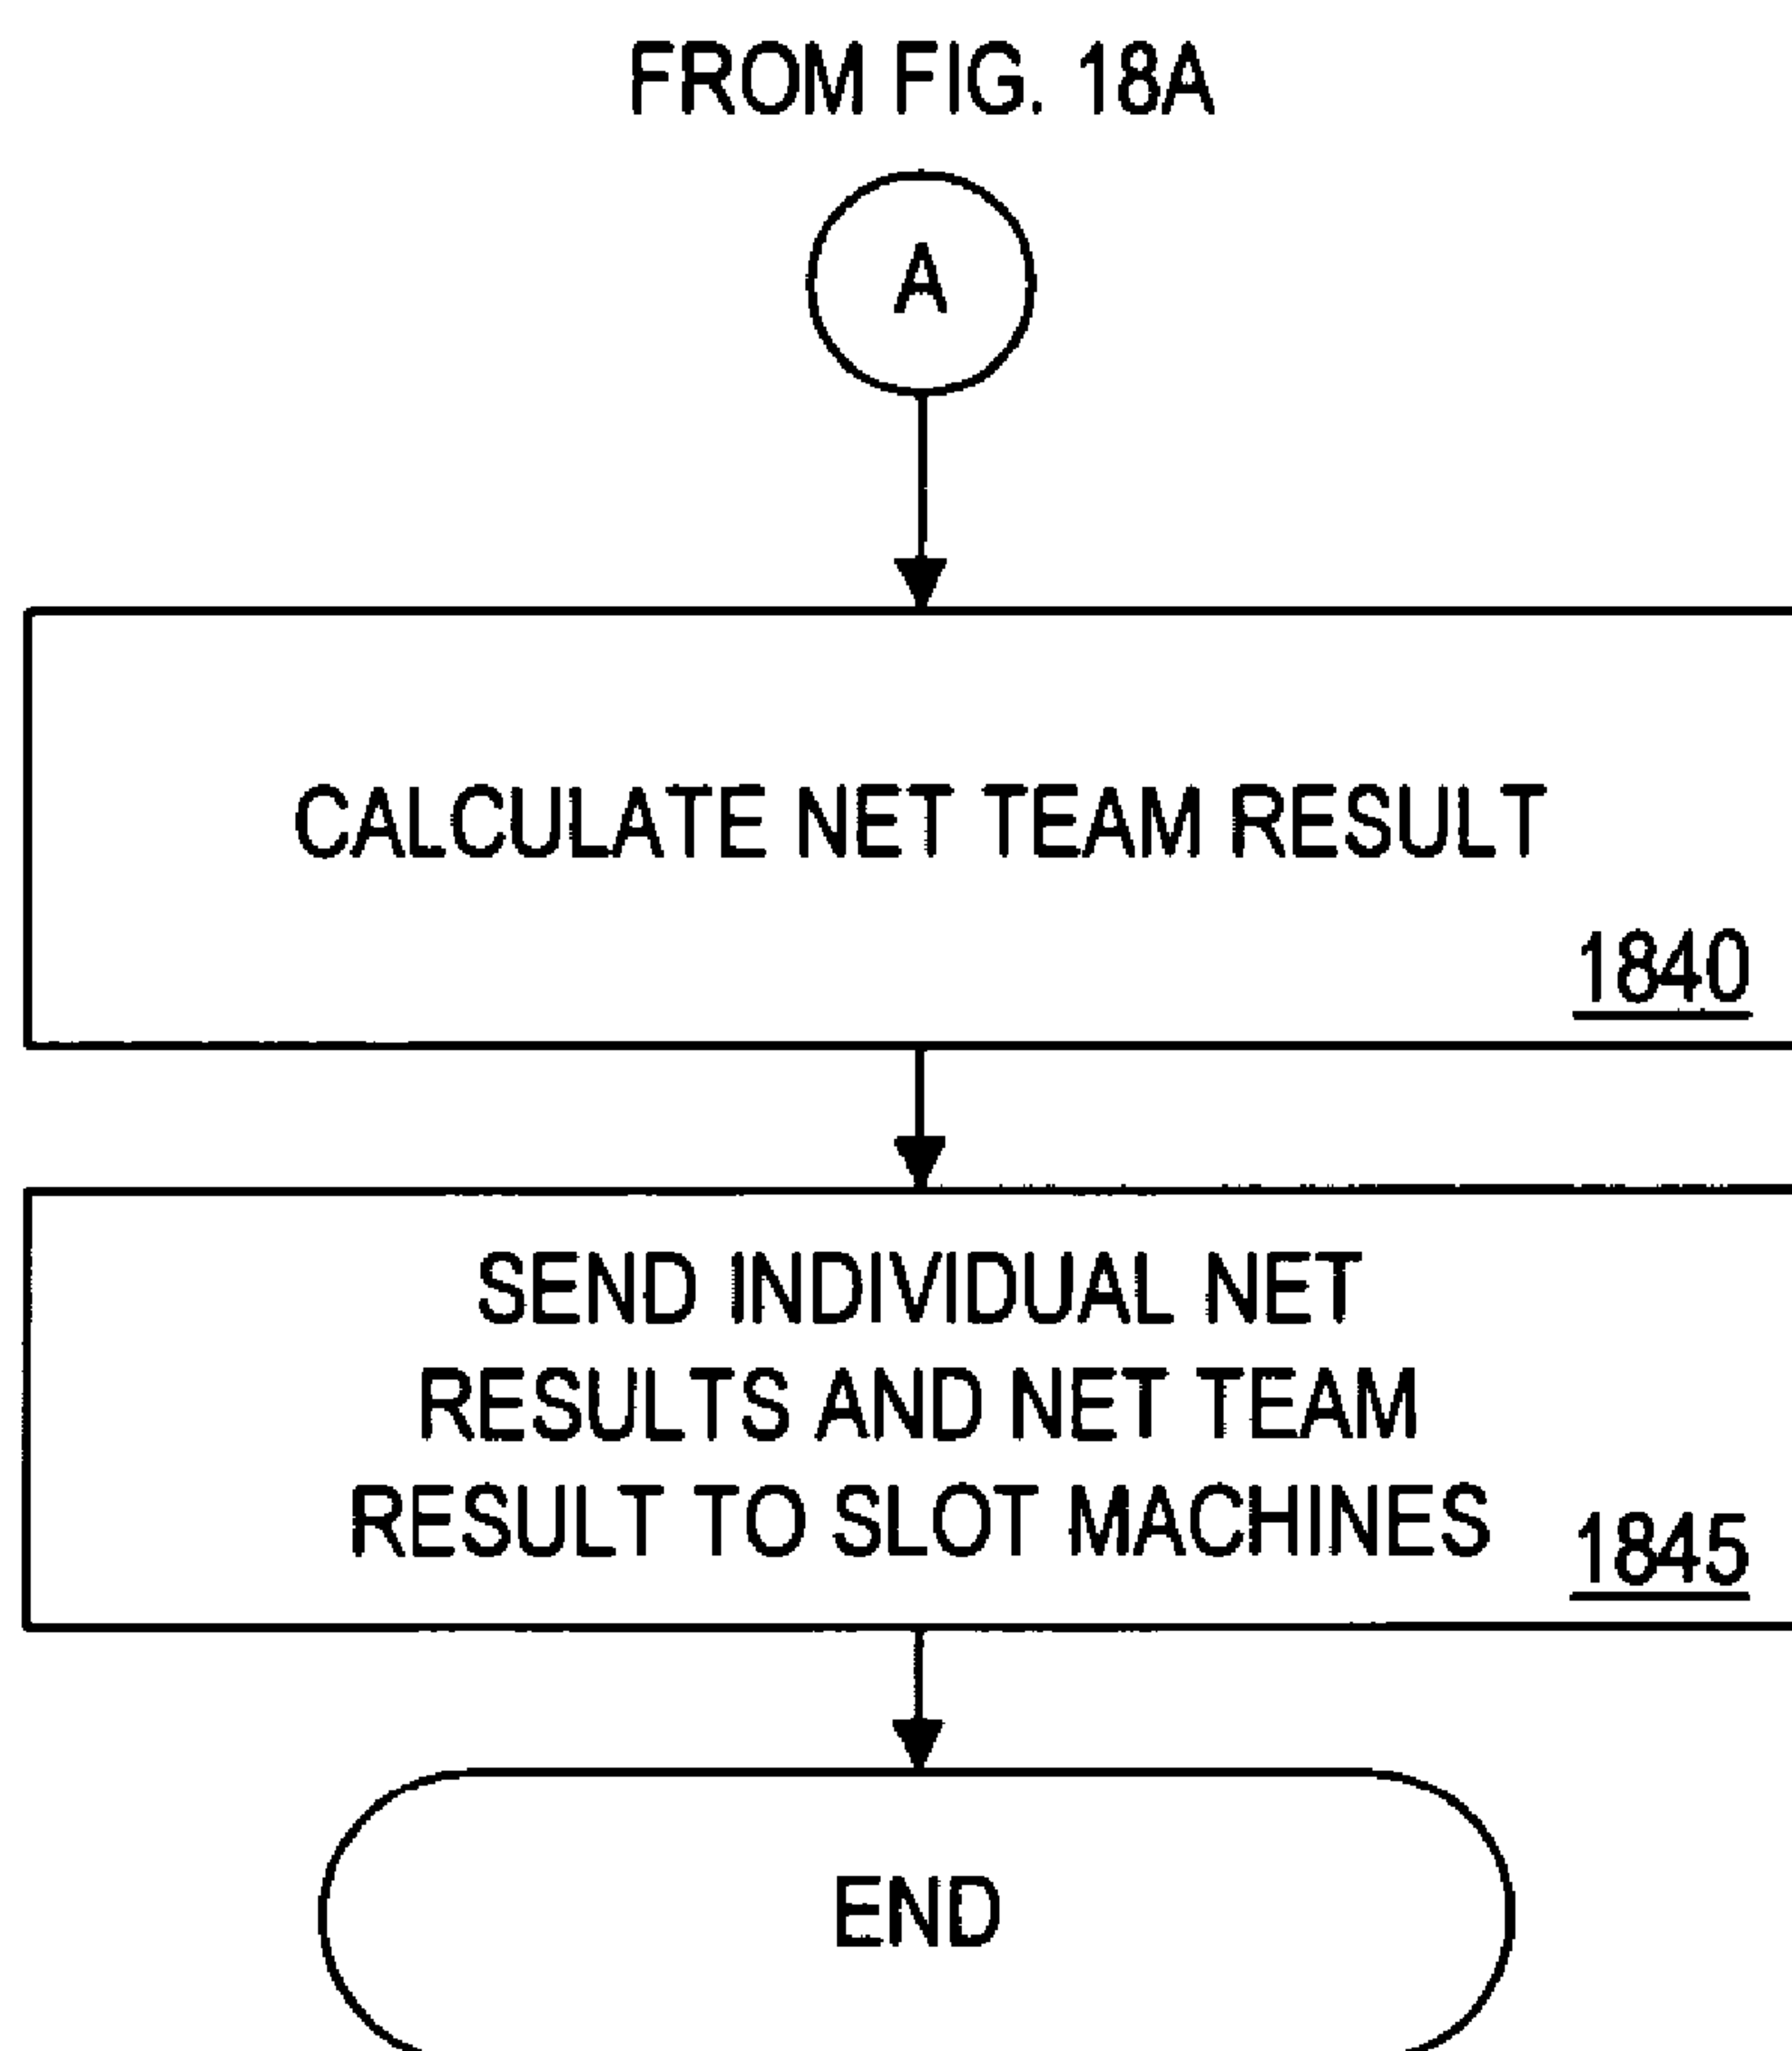 FROM FIG. 18A
A
CALCULATE NET TEAM RESULT
1840
SEND INDIVIDUAL NET
RESULTS AND NET TEAM
RESULT TO SLOT MACHINES
1845
END